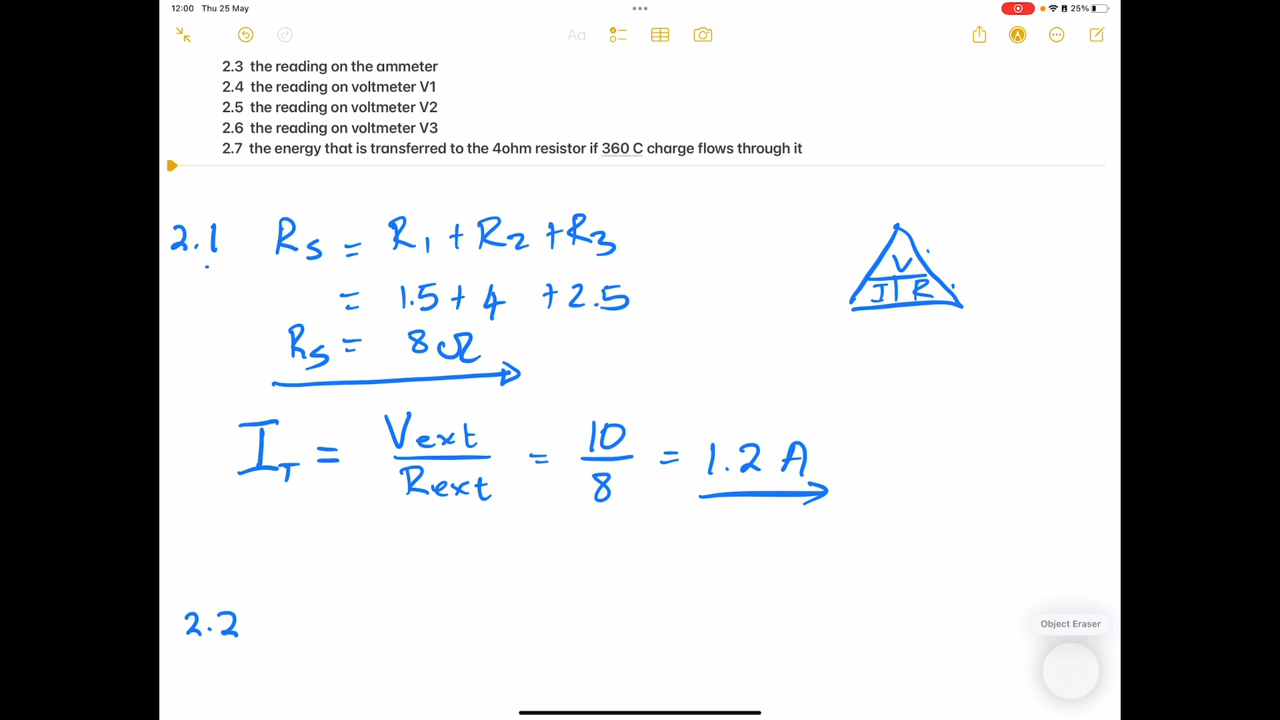 12:00 Thu 25 May
25%
Aa
2.3 the reading on the ammeter
2.4 the reading on voltmeter V1
2.5 the reading on voltmeter V2
2.6 the reading on voltmeter V3
2.7 the energy that is transferred to the 4ohm resistor if 360 C charge flows through it
2.1 Rs = R1 + R2 + R3
= 1.5 + 4 + 2.5
Rs = 8 Ω
V
I R
IT = Vext / Rext = 10 / 8 = 1.2 A
2.2
Object Eraser